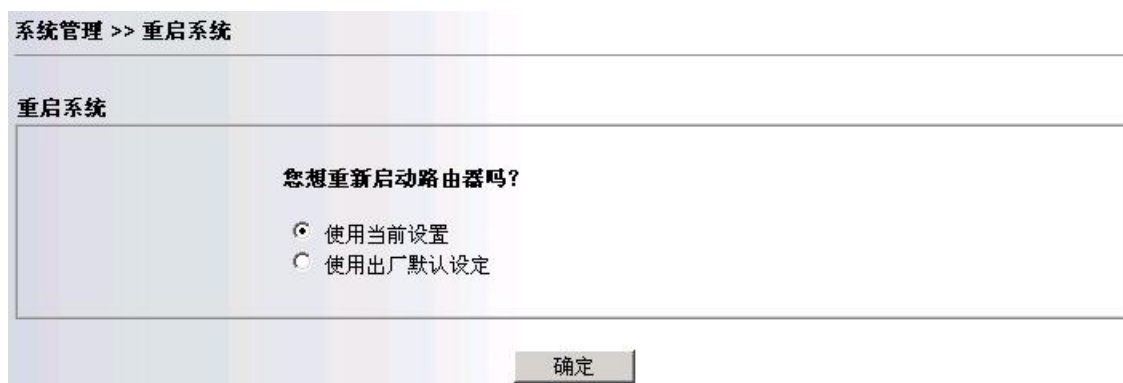 系统管理 >> 重启系统
重启系统
您想重新启动路由器吗？
使用当前设置
使用出厂默认设定
确定